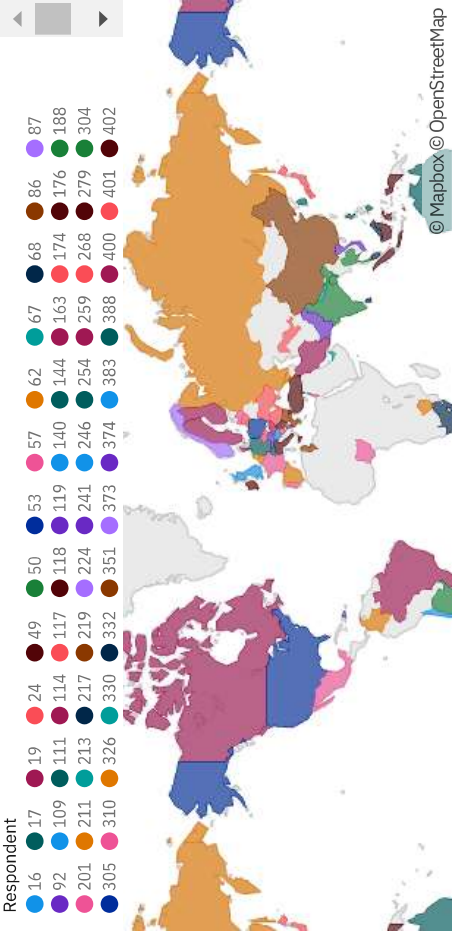 Respondent
16 17 19 24 49 50 53 57 62 67 68 86 87
92 109 111 114 117 118 119 140 144 163 174 176 188
201 211 213 217 219 224 241 246 254 259 268 279 304
305 310 326 330 332 351 373 374 383 388 400 401 402
© Mapbox © OpenStreetMap